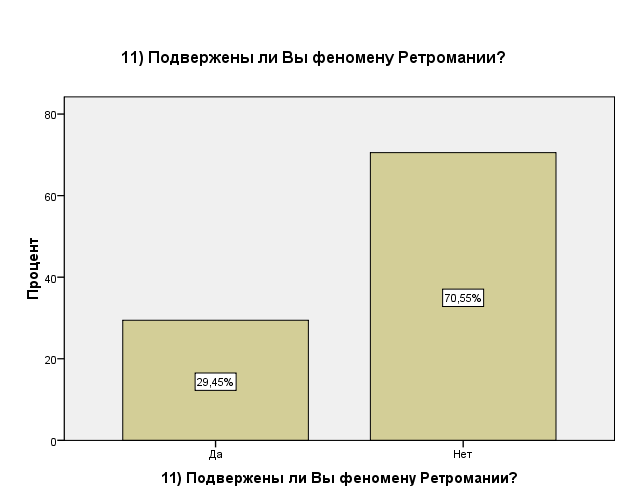 11) Подвержены ли Вы феномену Ретромании?
Процент
80
60
40
20
0
70,55%
29,45%
Да
Нет
11) Подвержены ли Вы феномену Ретромании?